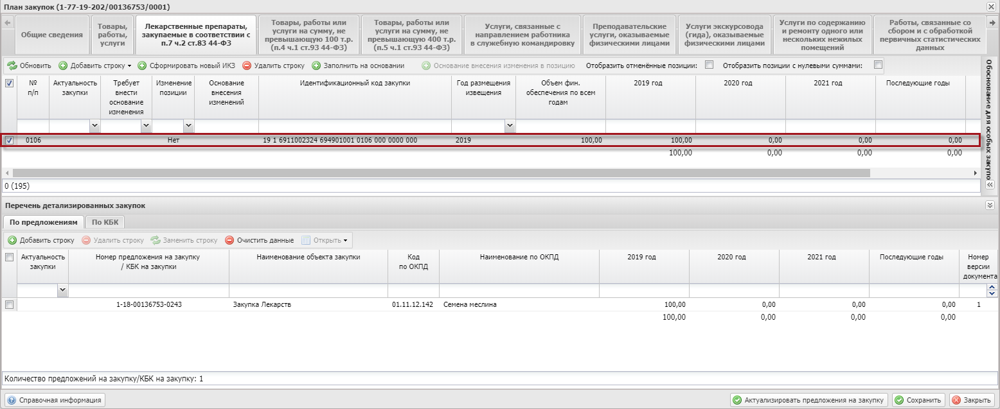 План закупок (1-77-19-202/00136753/0001)
Общие сведения
Товары,
работы,
услуги
Лекарственные препараты,
закупаемые в соответствии с
п.7 ч.2 ст.83 44-ФЗ
Товары, работы или
услуги на сумму, не
превышающую 100 т.р.
(п.4 ч.1 ст.93 44-ФЗ)
Товары, работы или
услуги на сумму, не
превышающую 400 т.р.
(п.5 ч.1 ст.93 44-ФЗ)
Услуги, связанные с
направлением работника
в служебную командировку
Преподавательские
услуги, оказываемые
физическими лицами
Услуги экскурсовода
(гида), оказываемые
физическими лицами
Услуги по содержанию
и ремонту одного или
нескольких нежилых
помещений
Работы, связанные со
сбором и с обработкой
первичных статистических
данных
Обновить Добавить строку Сформировать новый ИКЗ Удалить строку Заполнить на основании Основание внесения изменения в позицию Отобразить отменённые позиции: Отобразить позиции с нулевыми суммами:
№
п/п
Актуальность
закупки
Требует
внести
основание
изменения
Изменение
позиции
Основание
внесения
изменений
Идентификационный код закупки
Год размещения
извещения
Объем фин.
обеспечения по всем
годам
2019 год
2020 год
2021 год
Последующие годы
0106 Нет 19 1 6911002324 694901001 0106 000 0000 000 2019 100,00 100,00 0,00 0,00 0,00
100,00 0,00 0,00 0,00
0 (195)
Обоснование для особых закупо
Перечень детализированных закупок
По предложениям По КБК
Добавить строку Удалить строку Заменить строку Очистить данные Открыть
Актуальность
закупки
Номер предложения на закупку
/ КБК на закупки
Наименование объекта закупки
Код
по ОКПД
Наименование по ОКПД
2019 год
2020 год
2021 год
Последующие годы
Номер
версии
документа
1-18-00136753-0243 Закупка Лекарств 01.11.12.142 Семена меслина 100,00 0,00 0,00 0,00 1
100,00 0,00 0,00 0,00
Количество предложений на закупку/КБК на закупку: 1
Справочная информация Актуализировать предложения на закупку Сохранить Закрыть